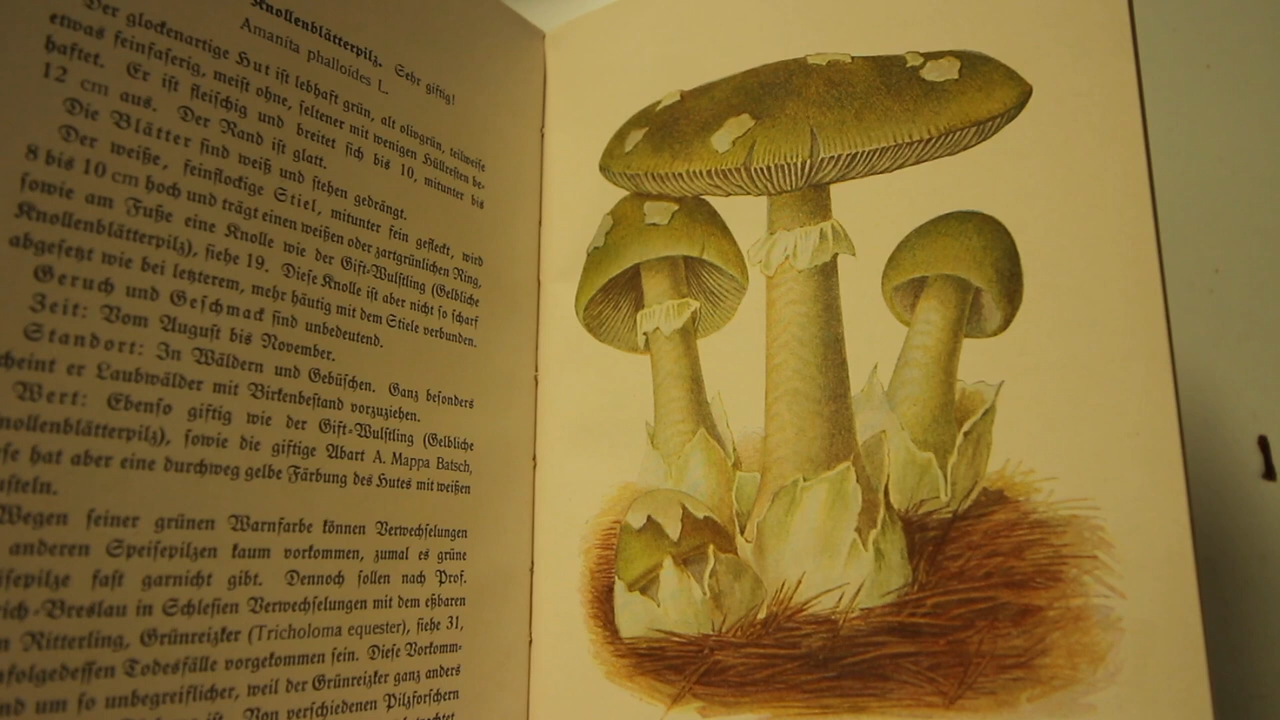 Knollenblätterpilz. Sehr giftig!
Amanita phalloides L.
Der glockenartige Hut ist lebhaft grün, alt olivgrün, teilweise
etwas feinfaserig, meist ohne, seltener mit wenigen Hüllresten be-
haftet. Er ist fleischig und breitet sich bis 10, mitunter bis
12 cm aus. Der Rand ist glatt.
Die Blätter sind weiß und stehen gedrängt.
Der weiße, feinflockige Stiel, mitunter fein gefleckt, wird
8 bis 10 cm hoch und trägt einen weißen oder zartgrünlichen Ring,
sowie am Fuße eine Knolle wie der Gift-Wulstling (Gelbliche
Knollenblätterpilz), siehe 19. Diese Knolle ist aber nicht so scharf
abgesetzt wie bei letzterem, mehr häutig mit dem Stiele verbunden.
Geruch und Geschmack sind unbedeutend.
Zeit: Vom August bis November.
Standort: In Wäldern und Gebüschen. Ganz besonders
cheint er Laubwälder mit Birkenbestand vorzuziehen.
Wert: Ebenso giftig wie der Gift-Wulstling (Gelbliche
nollenblätterpilz), sowie die giftige Abart A. Mappa Batsch,
se hat aber eine durchweg gelbe Färbung des Hutes mit weißen
usteln.
Wegen seiner grünen Warnfarbe können Verwechselungen
anderen Speisepilzen kaum vorkommen, zumal es grüne
isepilze fast garnicht gibt. Dennoch sollen nach Prof.
rich-Breslau in Schlesien Verwechselungen mit dem eßbaren
n Ritterling, Grünreizker (Tricholoma equester), siehe 31,
nfolgedessen Todesfälle vorgekommen sein. Diese Vorkomm-
nd um so unbegreiflicher, weil der Grünreizker ganz anders
ist. Von verschiedenen Pilzforschern